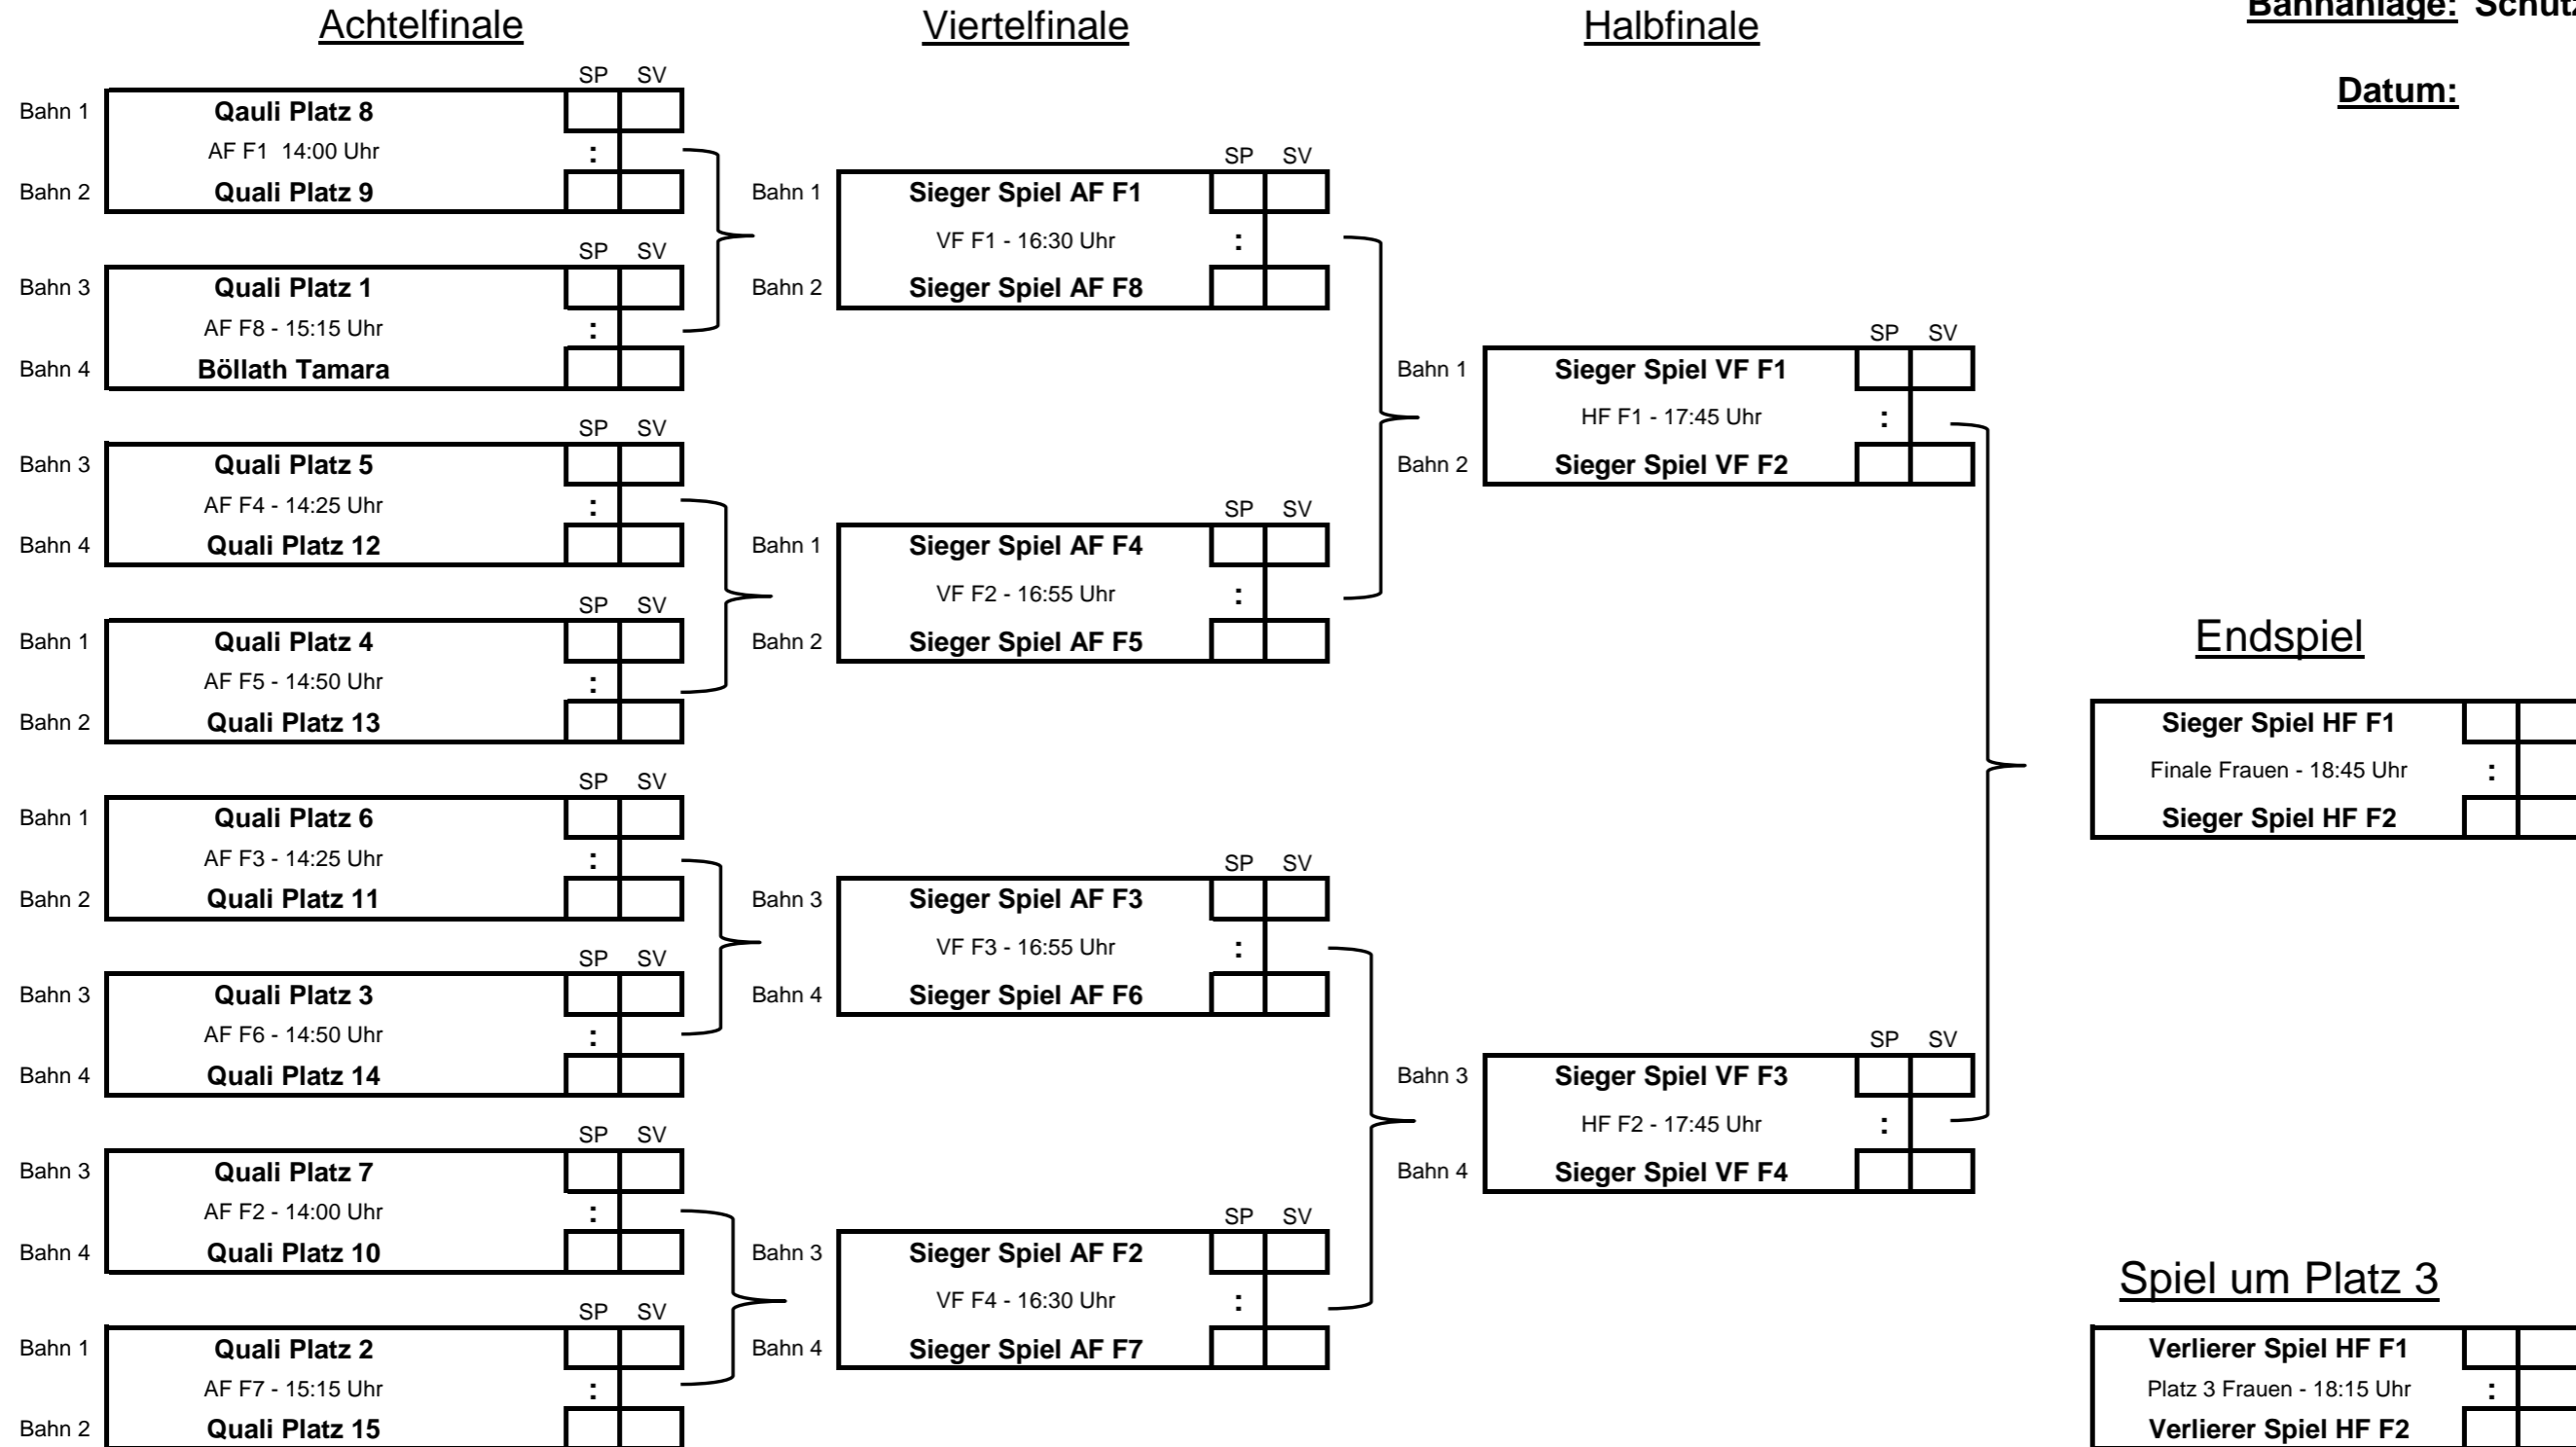 Achtelfinale
Viertelfinale
Halbfinale
Bahnanlage:
Datum:
SP SV
Bahn 1 Qauli Platz 8
AF F1 14:00 Uhr :
Bahn 2 Quali Platz 9
SP SV
Bahn 3 Quali Platz 1
AF F8 - 15:15 Uhr :
Bahn 4 Böllath Tamara
SP SV
Bahn 3 Quali Platz 5
AF F4 - 14:25 Uhr :
Bahn 4 Quali Platz 12
SP SV
Bahn 1 Quali Platz 4
AF F5 - 14:50 Uhr :
Bahn 2 Quali Platz 13
SP SV
Bahn 1 Quali Platz 6
AF F3 - 14:25 Uhr :
Bahn 2 Quali Platz 11
SP SV
Bahn 3 Quali Platz 3
AF F6 - 14:50 Uhr :
Bahn 4 Quali Platz 14
SP SV
Bahn 3 Quali Platz 7
AF F2 - 14:00 Uhr :
Bahn 4 Quali Platz 10
SP SV
Bahn 1 Quali Platz 2
AF F7 - 15:15 Uhr :
Bahn 2 Quali Platz 15
SP SV
Bahn 1 Sieger Spiel AF F1
VF F1 - 16:30 Uhr :
Bahn 2 Sieger Spiel AF F8
SP SV
Bahn 1 Sieger Spiel AF F4
VF F2 - 16:55 Uhr :
Bahn 2 Sieger Spiel AF F5
SP SV
Bahn 3 Sieger Spiel AF F3
VF F3 - 16:55 Uhr :
Bahn 4 Sieger Spiel AF F6
SP SV
Bahn 3 Sieger Spiel AF F2
VF F4 - 16:30 Uhr :
Bahn 4 Sieger Spiel AF F7
SP SV
Bahn 1 Sieger Spiel VF F1
HF F1 - 17:45 Uhr :
Bahn 2 Sieger Spiel VF F2
SP SV
Bahn 3 Sieger Spiel VF F3
HF F2 - 17:45 Uhr :
Bahn 4 Sieger Spiel VF F4
Endspiel
Sieger Spiel HF F1
Finale Frauen - 18:45 Uhr :
Sieger Spiel HF F2
Spiel um Platz 3
Verlierer Spiel HF F1
Platz 3 Frauen - 18:15 Uhr :
Verlierer Spiel HF F2